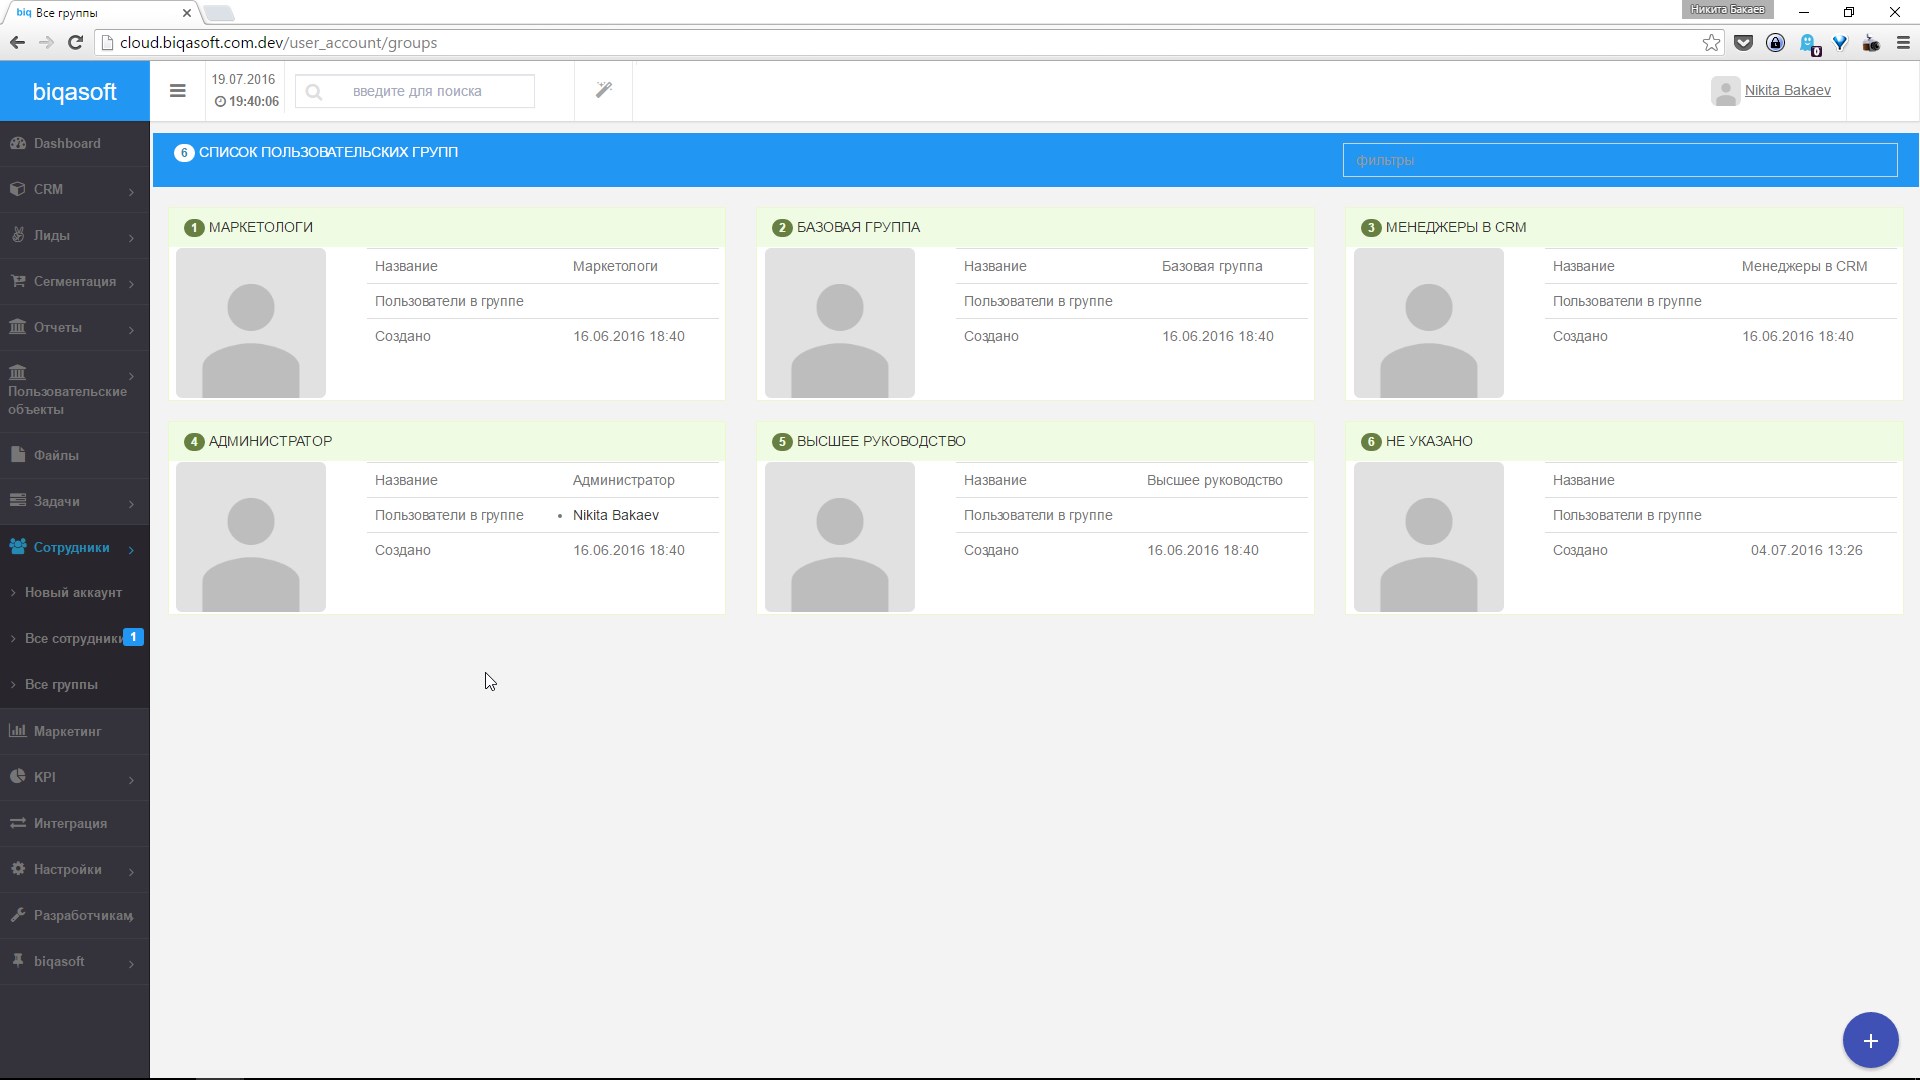 biq Все группы
Никита Бакаев
cloud.biqasoft.com.dev/user_account/groups
0
biqasoft
19.07.2016
19:40:06
введите для поиска
Nikita Bakaev
Dashboard
CRM
Лиды
Сегментация
Отчеты
Пользовательские
объекты
Файлы
Задачи
Сотрудники
Новый аккаунт
Все сотрудники 1
Все группы
Маркетинг
KPI
Интеграция
Настройки
Разработчикам
biqasoft
6 СПИСОК ПОЛЬЗОВАТЕЛЬСКИХ ГРУПП
фильтры
1 МАРКЕТОЛОГИ
Название Маркетологи
Пользователи в группе
Создано 16.06.2016 18:40
2 БАЗОВАЯ ГРУППА
Название Базовая группа
Пользователи в группе
Создано 16.06.2016 18:40
3 МЕНЕДЖЕРЫ В CRM
Название Менеджеры в CRM
Пользователи в группе
Создано 16.06.2016 18:40
4 АДМИНИСТРАТОР
Название Администратор
Пользователи в группе • Nikita Bakaev
Создано 16.06.2016 18:40
5 ВЫСШЕЕ РУКОВОДСТВО
Название Высшее руководство
Пользователи в группе
Создано 16.06.2016 18:40
6 НЕ УКАЗАНО
Название
Пользователи в группе
Создано 04.07.2016 13:26
+